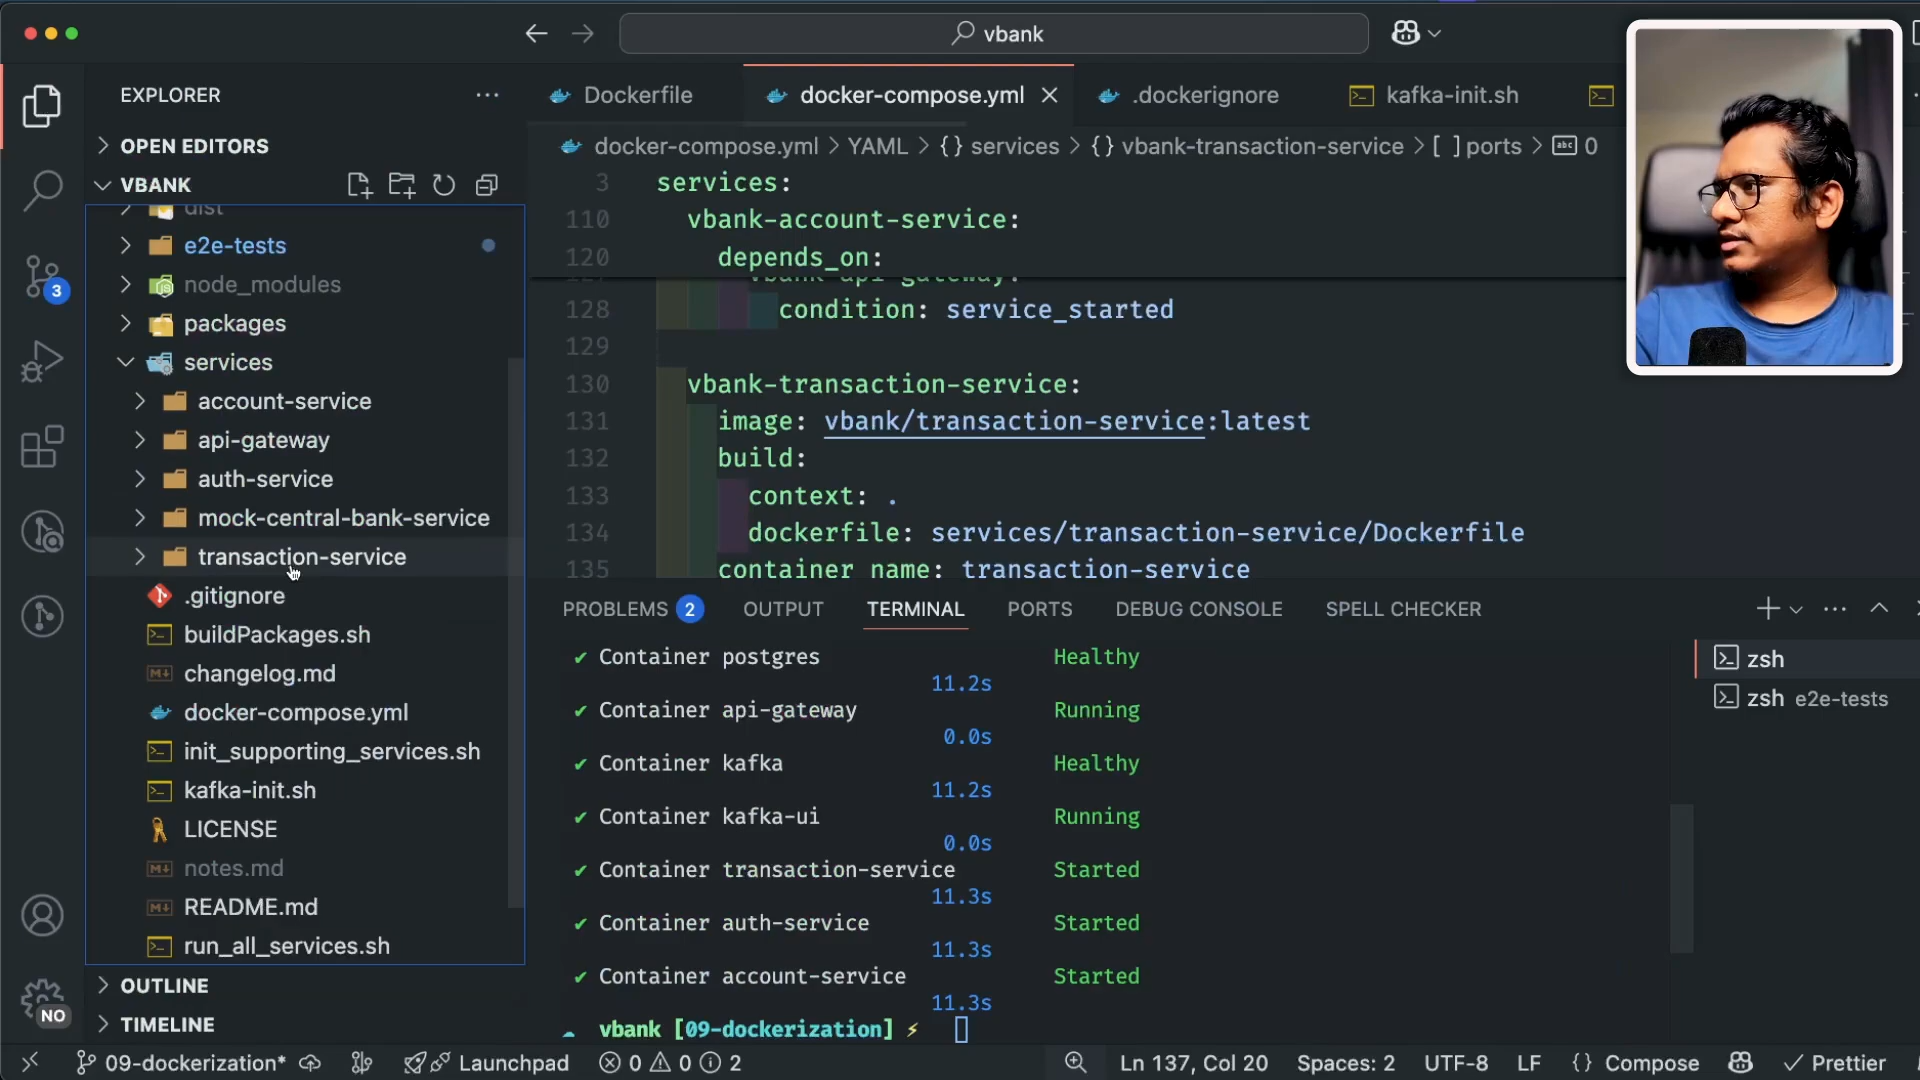 vbank
EXPLORER
OPEN EDITORS
VBANK
dist
e2e-tests
node_modules
packages
services
account-service
api-gateway
auth-service
mock-central-bank-service
transaction-service
.gitignore
buildPackages.sh
changelog.md
docker-compose.yml
init_supporting_services.sh
kafka-init.sh
LICENSE
notes.md
README.md
run_all_services.sh
OUTLINE
TIMELINE
3
NO
Dockerfile
docker-compose.yml
.dockerignore
kafka-init.sh
docker-compose.yml > YAML > {} services > {} vbank-transaction-service > [ ] ports > abc 0
3 services:
110 vbank-account-service:
120 depends_on:
127 vbank-api-gateway:
128 condition: service_started
129
130 vbank-transaction-service:
131 image: vbank/transaction-service:latest
132 build:
133 context: .
134 dockerfile: services/transaction-service/Dockerfile
135 container_name: transaction-service
PROBLEMS 2 OUTPUT TERMINAL PORTS DEBUG CONSOLE SPELL CHECKER
✔ Container postgres Healthy
11.2s
✔ Container api-gateway Running
0.0s
✔ Container kafka Healthy
11.2s
✔ Container kafka-ui Running
0.0s
✔ Container transaction-service Started
11.3s
✔ Container auth-service Started
11.3s
✔ Container account-service Started
11.3s
vbank [09-dockerization] ⚡
zsh
zsh e2e-tests
09-dockerization* Launchpad 0 0 2 Ln 137, Col 20 Spaces: 2 UTF-8 LF {} Compose Prettier